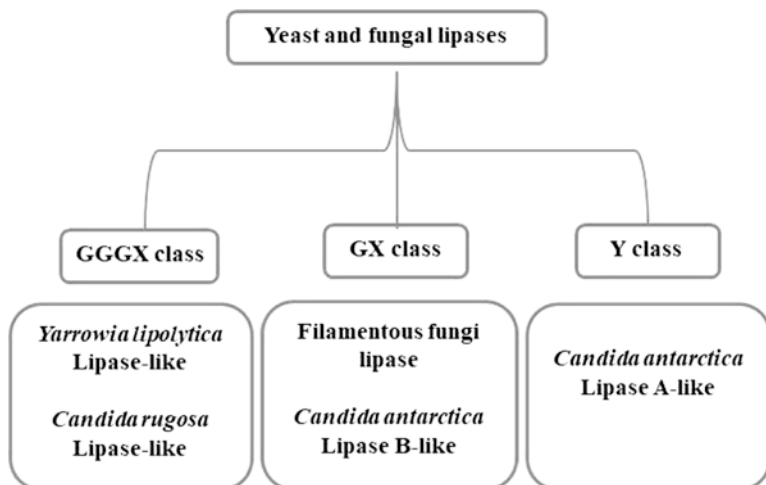 Yeast and fungal lipases
GGGX class
GX class
Y class
Yarrowia lipolytica
Lipase-like
Candida rugosa
Lipase-like
Filamentous fungi
lipase
Candida antarctica
Lipase B-like
Candida antarctica
Lipase A-like